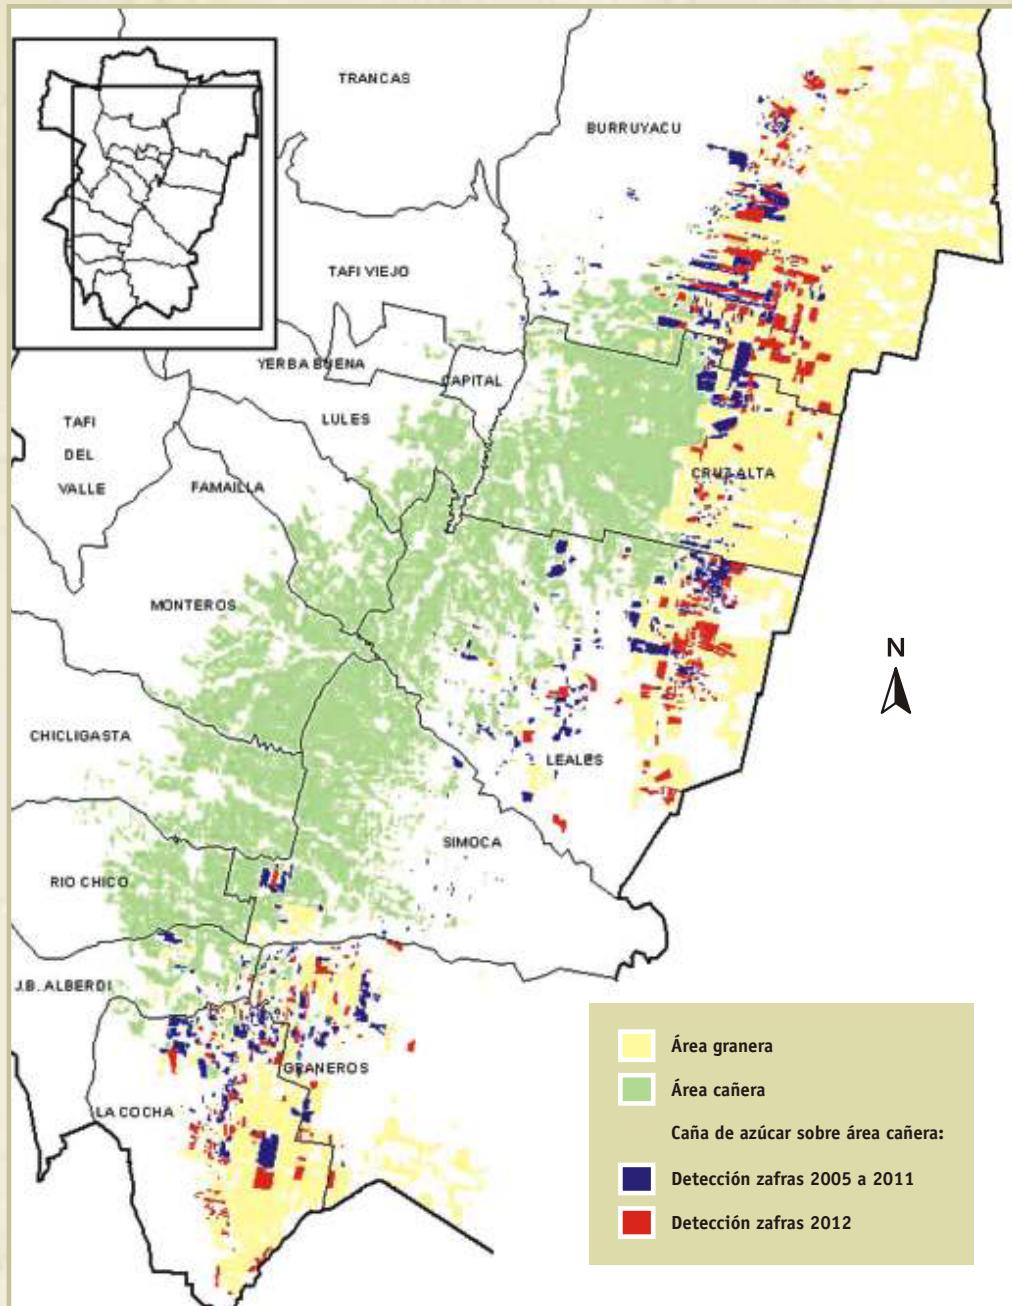 TRANCAS
BURRUYACU
TAFI VIEJO
YERBA BUENA
CAPITAL
LULES
TAFI
DEL
VALLE
FAMAILLA
CRUZ ALTA
MONTEROS
N
CHICLIGASTA
LEALES
SIMOCA
RIO CHICO
J.B. ALBERDI
GRANEROS
LA COCHA
Área granera
Área cañera
Caña de azúcar sobre área cañera:
Detección zafras 2005 a 2011
Detección zafras 2012